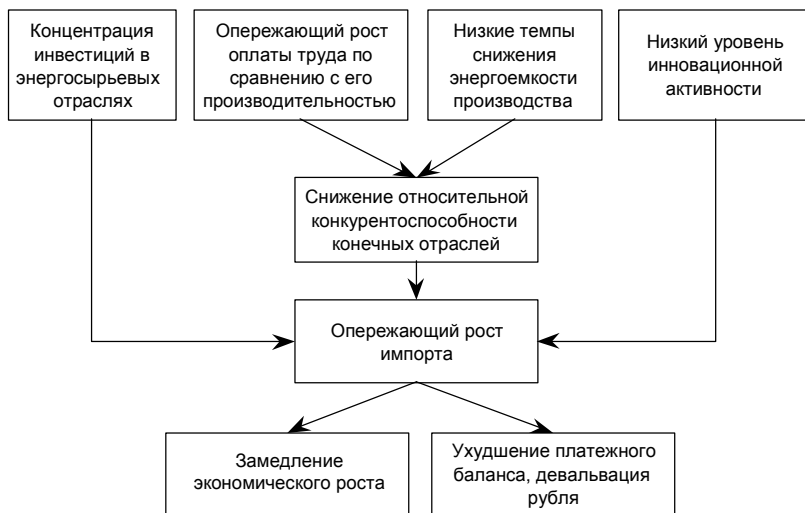 Концентрация
инвестиций в
энергосырьевых
отраслях
Опережающий рост
оплаты труда по
сравнению с его
производительностью
Низкие темпы
снижения
энергоемкости
производства
Низкий уровень
инновационной
активности
Снижение относительной
конкурентоспособности
конечных отраслей
Опережающий рост
импорта
Замедление
экономического роста
Ухудшение платежного
баланса, девальвация
рубля